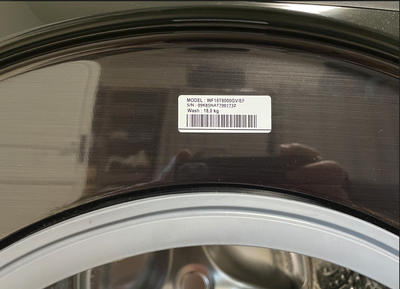 MODEL : WF18T8000GV/EF
Wash : 18.0 kg